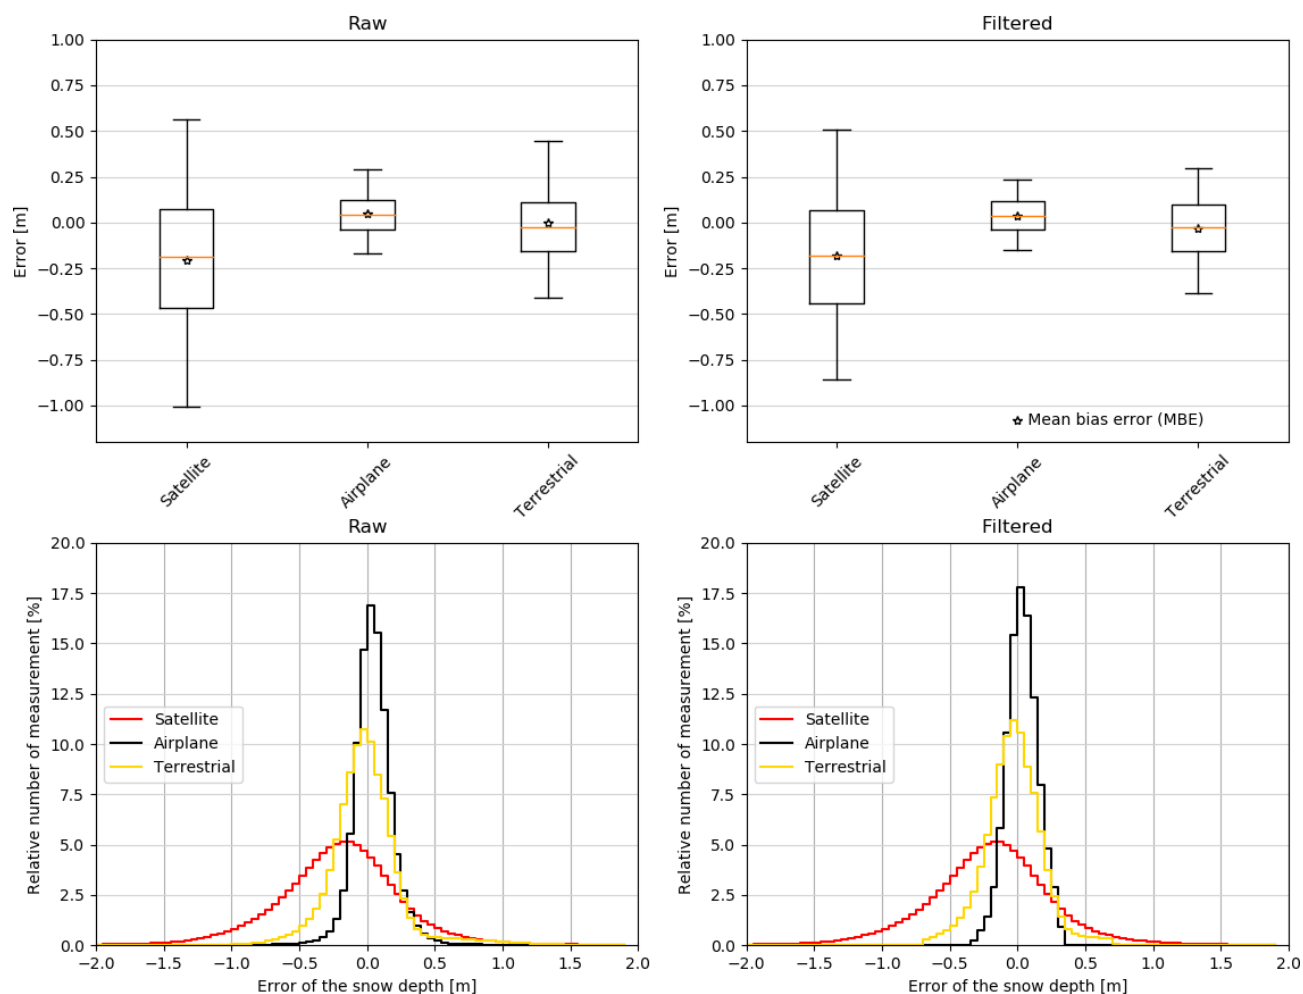 Raw
1.00
0.75
0.50
0.25
0.00
−0.25
−0.50
−0.75
−1.00
Error [m]
Satellite
Airplane
Terrestrial
Filtered
1.00
0.75
0.50
0.25
0.00
−0.25
−0.50
−0.75
−1.00
Error [m]
Mean bias error (MBE)
Satellite
Airplane
Terrestrial
Raw
20.0
17.5
15.0
12.5
10.0
7.5
5.0
2.5
0.0
Relative number of measurement [%]
Satellite
Airplane
Terrestrial
−2.0 −1.5 −1.0 −0.5 0.0 0.5 1.0 1.5 2.0
Error of the snow depth [m]
Filtered
20.0
17.5
15.0
12.5
10.0
7.5
5.0
2.5
0.0
Relative number of measurement [%]
Satellite
Airplane
Terrestrial
−2.0 −1.5 −1.0 −0.5 0.0 0.5 1.0 1.5 2.0
Error of the snow depth [m]